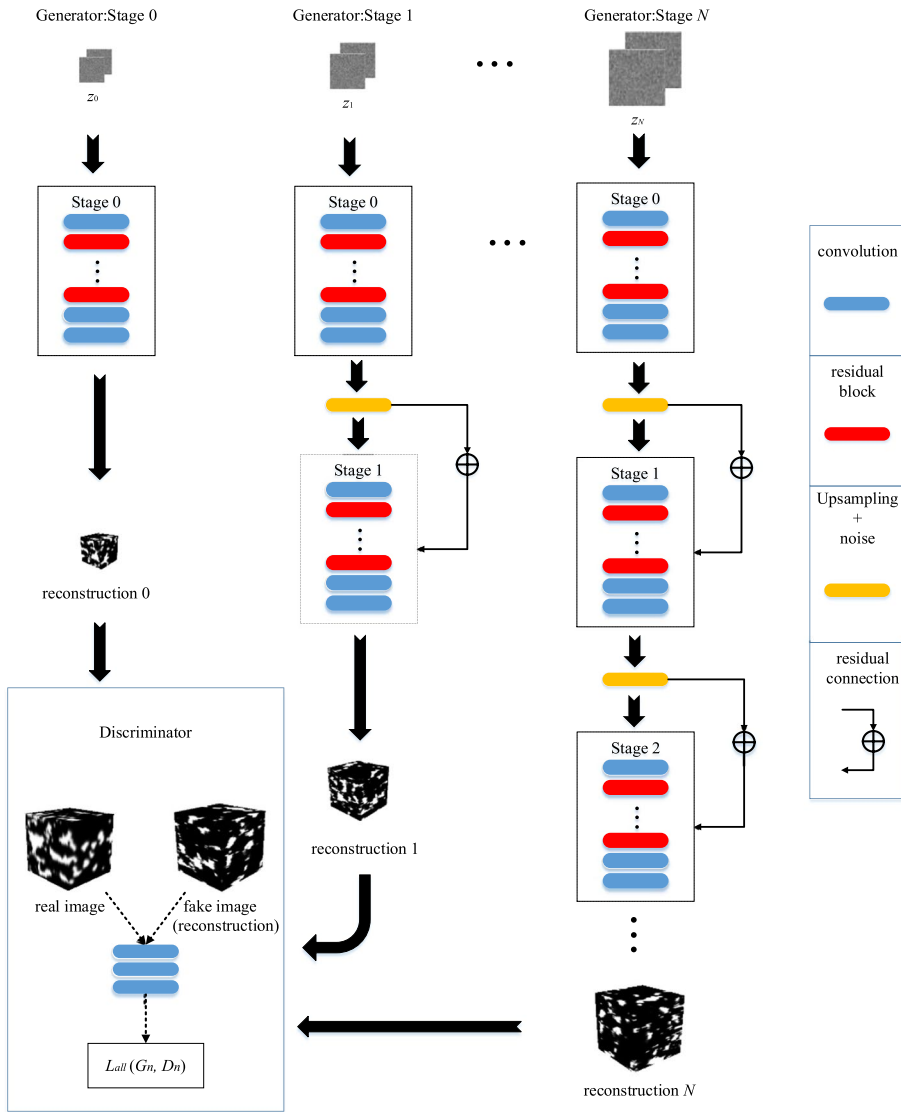 Generator:Stage 0
z0
Stage 0
reconstruction 0
Discriminator
real image
fake image
(reconstruction)
Lall (Gn, Dn)
Generator:Stage 1
z1
Stage 0
Stage 1
reconstruction 1
• • •
• • •
Generator:Stage N
zN
Stage 0
Stage 1
Stage 2
reconstruction N
convolution
residual
block
Upsampling
+
noise
residual
connection